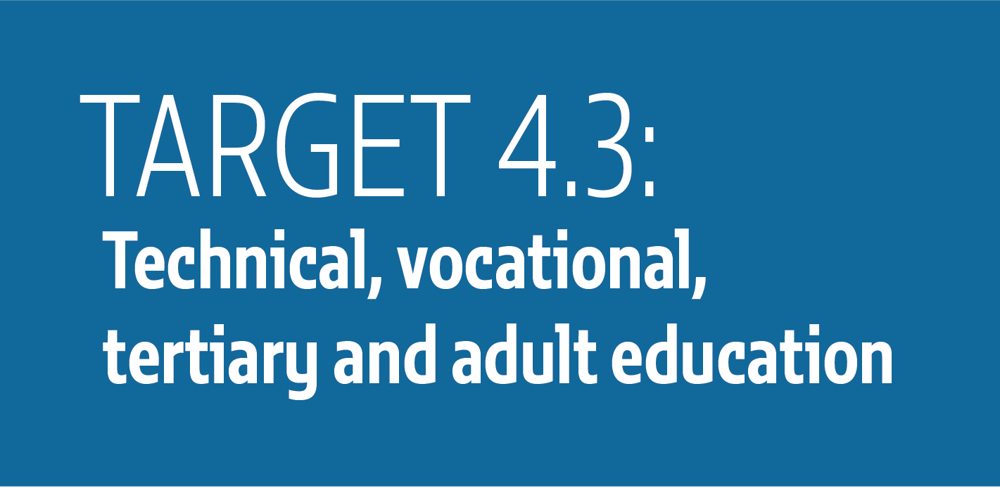 TARGET 4.3:
Technical, vocational,
tertiary and adult education